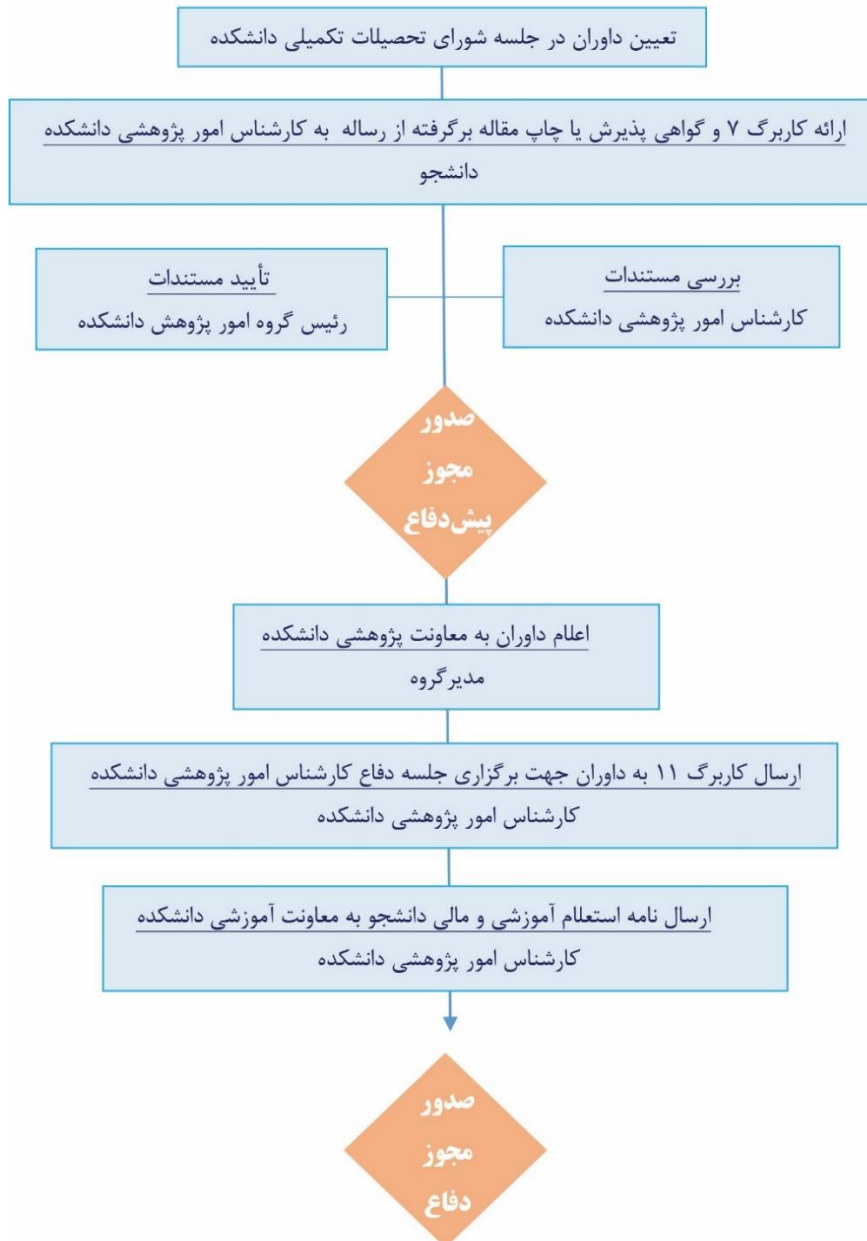 تعیین داوران در جلسه شورای تحصیلات تکمیلی دانشکده
ارائه کاربرگ ۷ و گواهی پذیرش یا چاپ مقاله برگرفته از رساله به کارشناس امور پژوهشی دانشکده
دانشجو
بررسی مستندات
کارشناس امور پژوهشی دانشکده
تأیید مستندات
رئیس گروه امور پژوهش دانشکده
صدور
مجوز
پیش‌دفاع
اعلام داوران به معاونت پژوهشی دانشکده
مدیرگروه
ارسال کاربرگ ۱۱ به داوران جهت برگزاری جلسه دفاع کارشناس امور پژوهشی دانشکده
کارشناس امور پژوهشی دانشکده
ارسال نامه استعلام آموزشی و مالی دانشجو به معاونت آموزشی دانشکده
کارشناس امور پژوهشی دانشکده
صدور
مجوز
دفاع